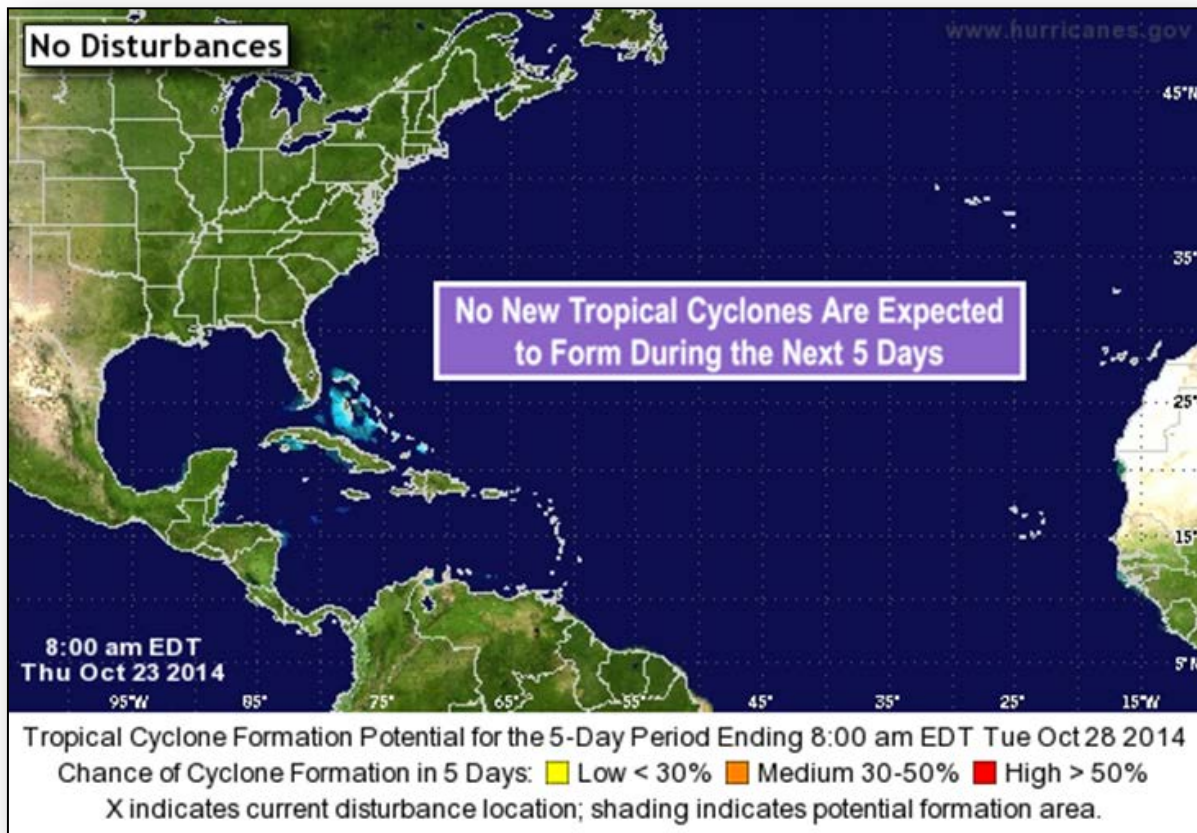 No Disturbances
www.hurricanes.gov
45°N
No New Tropical Cyclones Are Expected
to Form During the Next 5 Days
35°
25°
15°
8:00 am EDT
Thu Oct 23 2014
5°N
95°W 85° 75° 65° 55° 45° 35° 25° 15°W
Tropical Cyclone Formation Potential for the 5-Day Period Ending 8:00 am EDT Tue Oct 28 2014
Chance of Cyclone Formation in 5 Days: Low < 30% Medium 30-50% High > 50%
X indicates current disturbance location; shading indicates potential formation area.